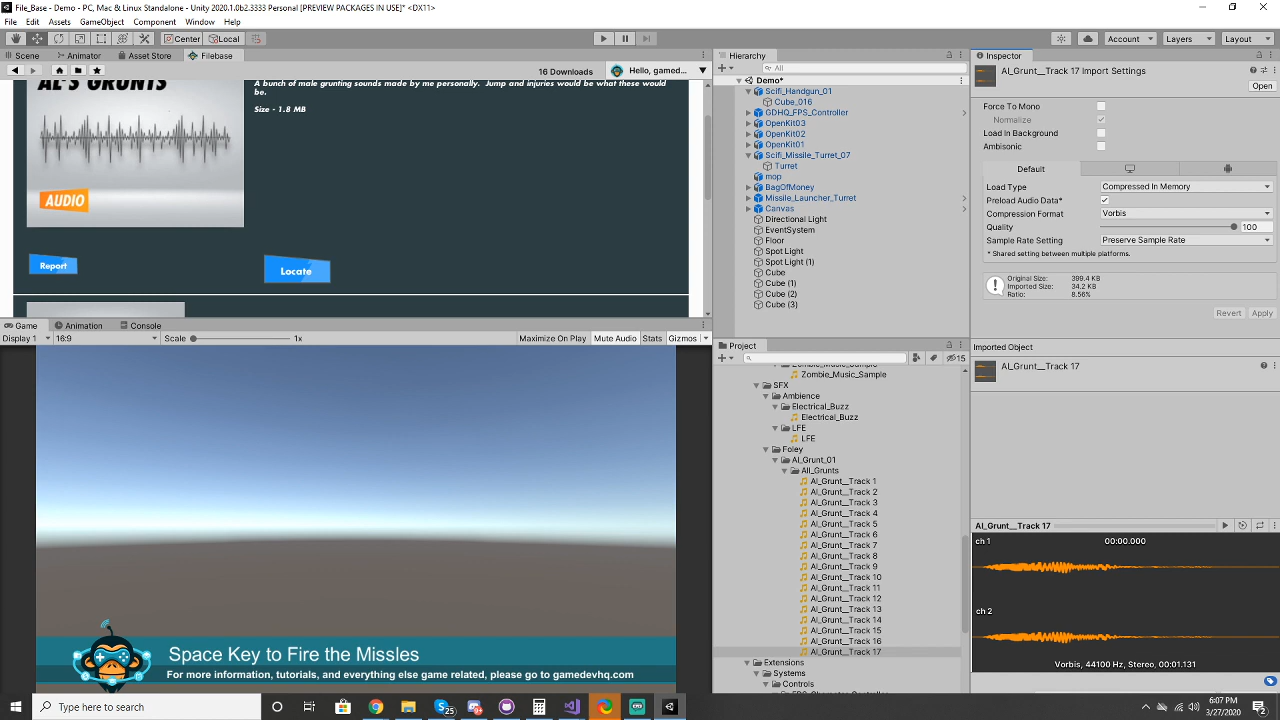 File_Base - Demo - PC, Mac & Linux Standalone - Unity 2020.1.0b2.3333 Personal [PREVIEW PACKAGES IN USE]* <DX11>
File Edit Assets GameObject Component Window Help
Center Local Account Layers Layout
Scene Animator Asset Store Filebase
16 Downloads Hello, gamed...
AL'S GRUNTS
A bunch of male grunting sounds made by me personally. Jump and injuries would be what these would
be.
Size - 1.8 MB
AUDIO
Report
Locate
Game Animation Console
Display 1 16:9 Scale 1x Maximize On Play Mute Audio Stats Gizmos
Space Key to Fire the Missles
For more information, tutorials, and everything else game related, please go to gamedevhq.com
Hierarchy
All
Demo*
Scifi_Handgun_01
Cube_016
GDHQ_FPS_Controller
OpenKit03
OpenKit02
OpenKit01
Scifi_Missile_Turret_07
Turret
mop
BagOfMoney
Missile_Launcher_Turret
Canvas
Directional Light
EventSystem
Floor
Spot Light
Spot Light (1)
Cube
Cube (1)
Cube (2)
Cube (3)
Project
15
Zombie_Music_Sample
SFX
Ambience
Electrical_Buzz
Electrical_Buzz
LFE
LFE
Foley
Al_Grunt_01
All_Grunts
Al_Grunt__Track 1
Al_Grunt__Track 2
Al_Grunt__Track 3
Al_Grunt__Track 4
Al_Grunt__Track 5
Al_Grunt__Track 6
Al_Grunt__Track 7
Al_Grunt__Track 8
Al_Grunt__Track 9
Al_Grunt__Track 10
Al_Grunt__Track 11
Al_Grunt__Track 12
Al_Grunt__Track 13
Al_Grunt__Track 14
Al_Grunt__Track 15
Al_Grunt__Track 16
Al_Grunt__Track 17
Extensions
Systems
Controls
Inspector
Al_Grunt__Track 17 Import Settings
Open
Force To Mono
Normalize
Load In Background
Ambisonic
Default
Load Type Compressed In Memory
Preload Audio Data*
Compression Format Vorbis
Quality 100
Sample Rate Setting Preserve Sample Rate
* Shared setting between multiple platforms.
Original Size: 399.4 KB
Imported Size: 34.2 KB
Ratio: 8.56%
Revert Apply
Imported Object
Al_Grunt__Track 17
Al_Grunt__Track 17
ch 1 00:00.000
ch 2
Vorbis, 44100 Hz, Stereo, 00:01.131
Type here to search
25
6:07 PM
3/27/2020
2